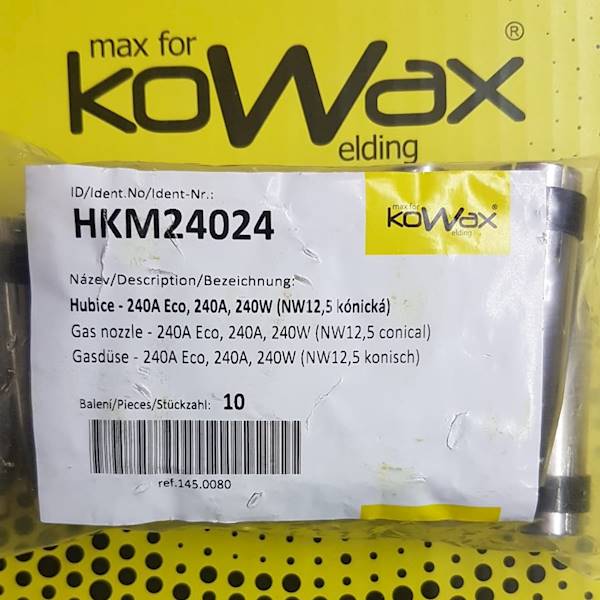 max for
kowax®
elding
ID/Ident.No/Ident-Nr.:
HKM24024
max for
kowax®
elding
Název/Description/Bezeichnung:
Hubice - 240A Eco, 240A, 240W (NW12,5 kónická)
Gas nozzle - 240A Eco, 240A, 240W (NW12,5 conical)
Gasdüse - 240A Eco, 240A, 240W (NW12,5 konisch)
Balení/Pieces/Stückzahl: 10
ref.145.0080